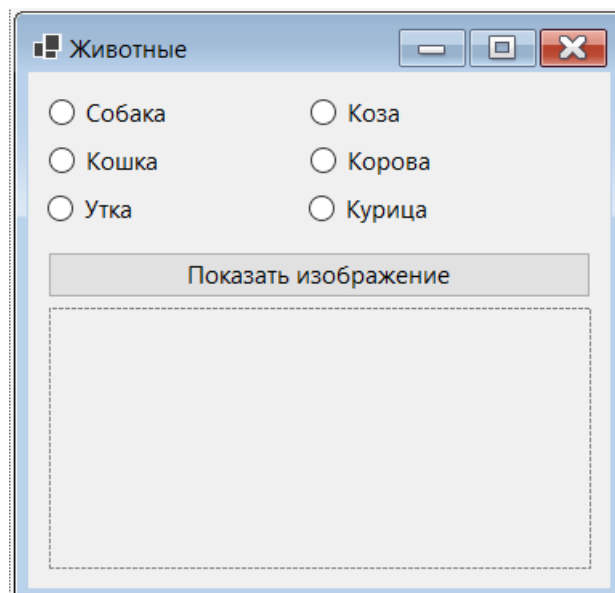 Животные
Собака Коза
Кошка Корова
Утка Курица
Показать изображение